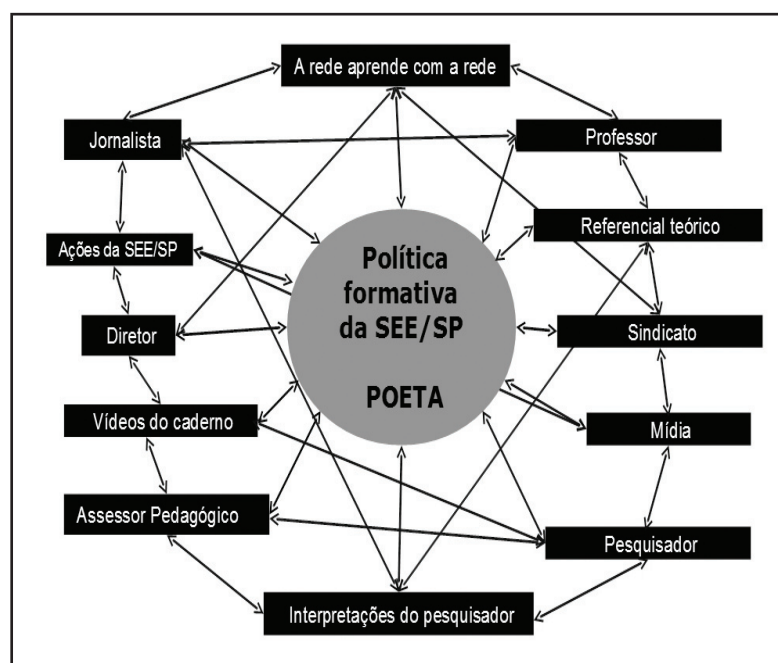 A rede aprende com a rede
Jornalista
Professor
Referencial teórico
Ações da SEE/SP
Política
formativa
da SEE/SP
POETA
Diretor
Sindicato
Vídeos do caderno
Mídia
Assessor Pedagógico
Pesquisador
Interpretações do pesquisador